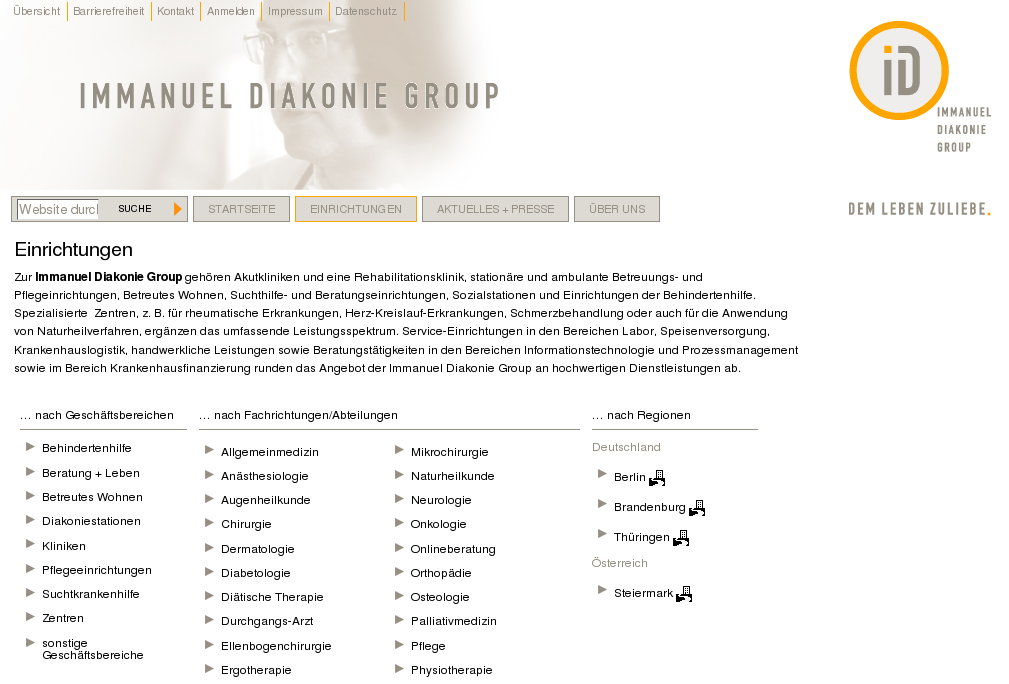 Übersicht Barrierefreiheit Kontakt Anmelden Impressum Datenschutz
IMMANUEL DIAKONIE GROUP
iD
IMMANUEL
DIAKONIE
GROUP
SUCHE STARTSEITE EINRICHTUNGEN AKTUELLES + PRESSE ÜBER UNS
DEM LEBEN ZULIEBE.
Einrichtungen
Zur Immanuel Diakonie Group gehören Akutkliniken und eine Rehabilitationsklinik, stationäre und ambulante Betreuungs- und
Pflegeinrichtungen, Betreutes Wohnen, Suchthilfe- und Beratungseinrichtungen, Sozialstationen und Einrichtungen der Behindertenhilfe.
Spezialisierte Zentren, z. B. für rheumatische Erkrankungen, Herz-Kreislauf-Erkrankungen, Schmerzbehandlung oder auch für die Anwendung
von Naturheilverfahren, ergänzen das umfassende Leistungsspektrum. Service-Einrichtungen in den Bereichen Labor, Speisenversorgung,
Krankenhauslogistik, handwerkliche Leistungen sowie Beratungstätigkeiten in den Bereichen Informationstechnologie und Prozessmanagement
sowie im Bereich Krankenhausfinanzierung runden das Angebot der Immanuel Diakonie Group an hochwertigen Dienstleistungen ab.
... nach Geschäftsbereichen
Behindertenhilfe
Beratung + Leben
Betreutes Wohnen
Diakoniestationen
Kliniken
Pflegeeinrichtungen
Suchtkrankenhilfe
Zentren
sonstige
Geschäftsbereiche
... nach Fachrichtungen/Abteilungen
Allgemeinmedizin
Anästhesiologie
Augenheilkunde
Chirurgie
Dermatologie
Diabetologie
Diätische Therapie
Durchgangs-Arzt
Ellenbogenchirurgie
Ergotherapie
Mikrochirurgie
Naturheilkunde
Neurologie
Onkologie
Onlineberatung
Orthopädie
Osteologie
Palliativmedizin
Pflege
Physiotherapie
... nach Regionen
Deutschland
Berlin
Brandenburg
Thüringen
Österreich
Steiermark